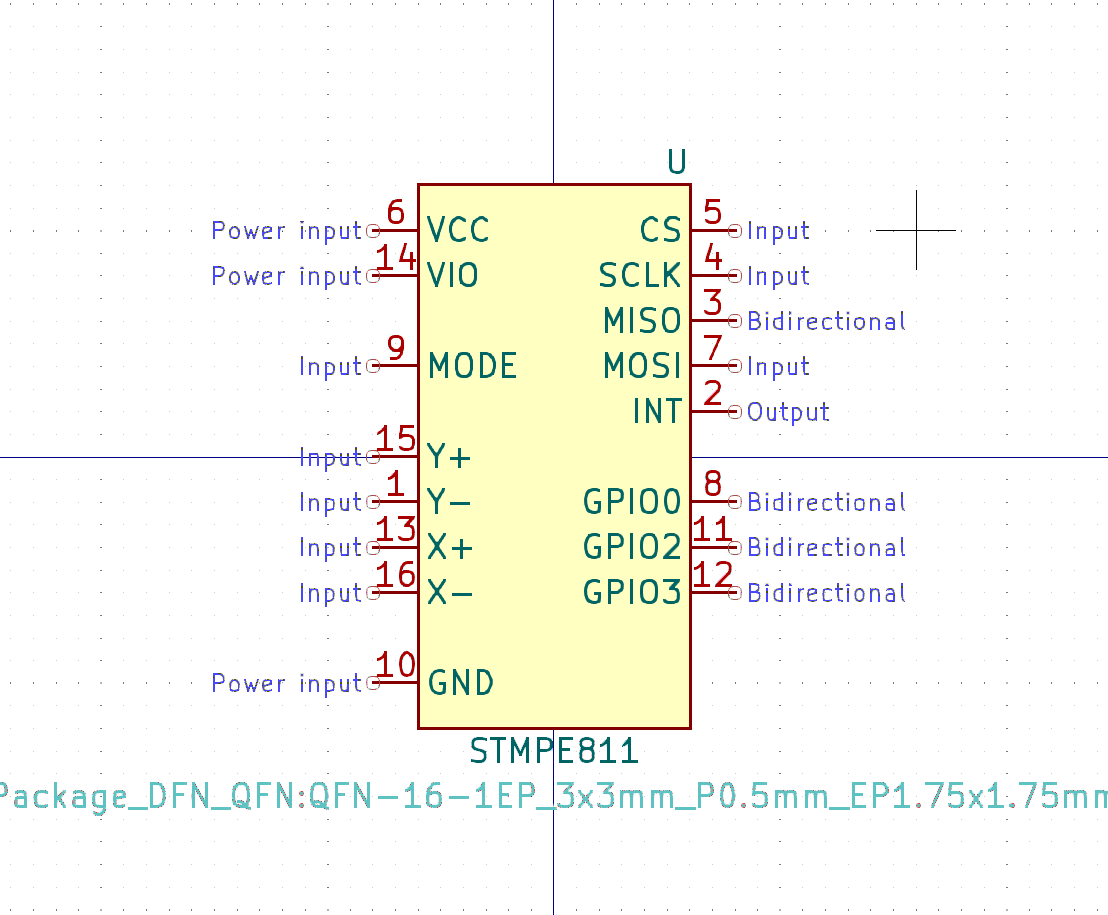 U
Power input 6 VCC CS 5 Input
Power input 14 VIO SCLK 4 Input
MISO 3 Bidirectional
Input 9 MODE MOSI 7 Input
INT 2 Output
Input 15 Y+
Input 1 Y- GPIO0 8 Bidirectional
Input 13 X+ GPIO2 11 Bidirectional
Input 16 X- GPIO3 12 Bidirectional
Power input 10 GND
STMPE811
Package_DFN_QFN:QFN-16-1EP_3x3mm_P0.5mm_EP1.75x1.75mm